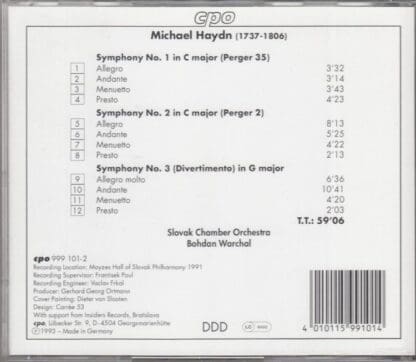 cpo
Michael Haydn (1737-1806)
Symphony No. 1 in C major (Perger 35)
1 Allegro 3'32
2 Andante 3'14
3 Menuetto 3'43
4 Presto 4'23
Symphony No. 2 in C major (Perger 2)
5 Allegro 8'13
6 Andante 5'25
7 Menuetto 4'22
8 Presto 2'13
Symphony No. 3 (Divertimento) in G major
9 Allegro molto 6'36
10 Andante 10'41
11 Menuetto 4'20
12 Presto 2'03
T.T.: 59'06
Slovak Chamber Orchestra
Bohdan Warchal
cpo 999 101-2
Recording Location: Moyzes Hall of Slovak Philharmony 1991
Recording Supervisor: Frantisek Poul
Recording Engineer: Vaclav Frkal
Producer: Gerhard Georg Ortmann
Cover Painting: Dieter van Slooten
Design: Carrée 53
With support from Insiders Records, Bratislava
cpo, Lübecker Str. 9, D-4504 Georgsmarienhütte
Ⓟ 1993 – Made in Germany
DDD
LC
4 010115 991014